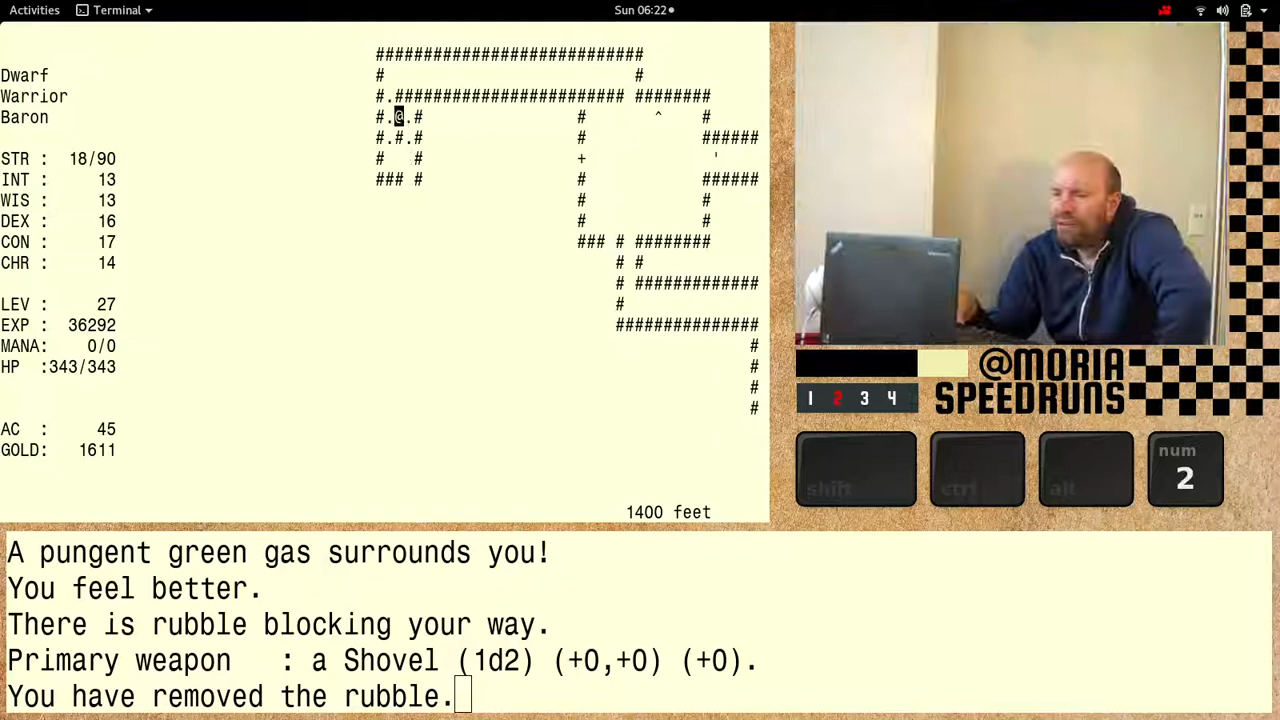 Activities Terminal Sun 06:22
############################
Dwarf # #
Warrior #.######################## ########
Baron #.@.# # ^ #
#.#.# # ######
STR : 18/90 # # + '
INT : 13 ### # # ######
WIS : 13 # #
DEX : 16 # #
CON : 17 ### # ########
CHR : 14 # #
# #############
LEV : 27 #
EXP : 36292 ###############
MANA: 0/0 #
HP :343/343 #
#
#
AC : 45
GOLD: 1611
1400 feet
@MORIA
SPEEDRUNS
1 2 3 4
shift ctrl alt num
2
A pungent green gas surrounds you!
You feel better.
There is rubble blocking your way.
Primary weapon : a Shovel (1d2) (+0,+0) (+0).
You have removed the rubble.